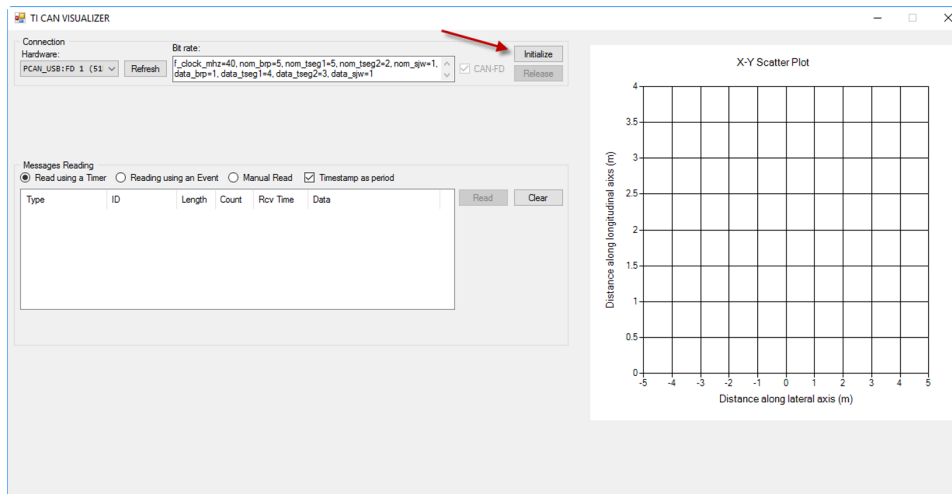 TI CAN VISUALIZER
Connection
Hardware:
Bit rate:
PCAN_USB:FD 1 (51
Refresh
f_clock_mhz=40, nom_brp=5, nom_tseg1=5, nom_tseg2=2, nom_sjw=1,
data_brp=1, data_tseg1=4, data_tseg2=3, data_sjw=1
CAN-FD
Initialize
Release
Messages Reading
Read using a Timer
Reading using an Event
Manual Read
Timestamp as period
Type ID Length Count Rcv Time Data
Read
Clear
X-Y Scatter Plot
Distance along longitudinal aixs (m)
4
3.5
3
2.5
2
1.5
1
0.5
0
-5 -4 -3 -2 -1 0 1 2 3 4 5
Distance along lateral axis (m)